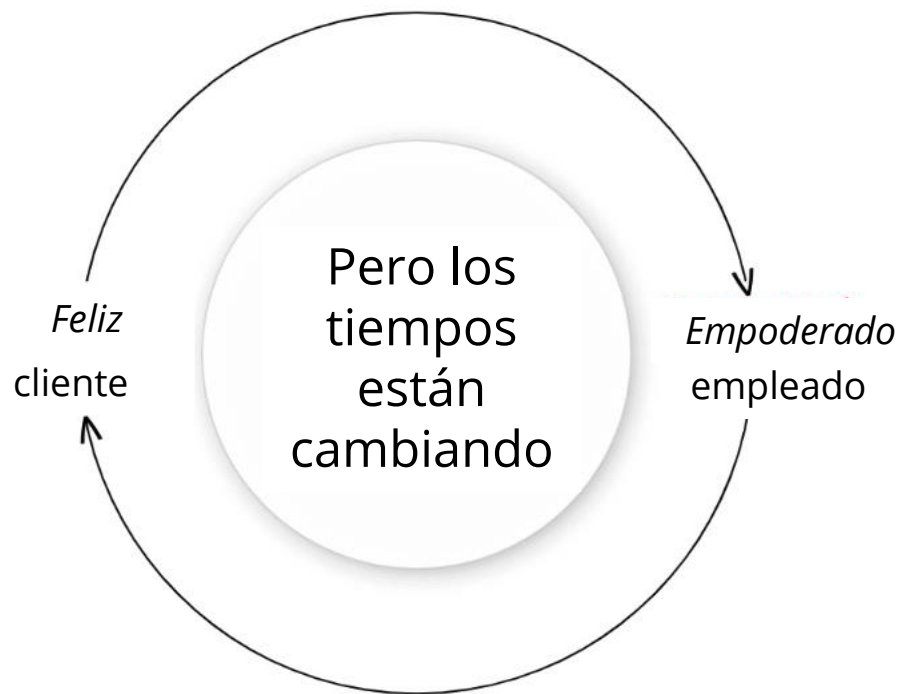 Pero los
tiempos
están
cambiando
Feliz
cliente
Empoderado
empleado